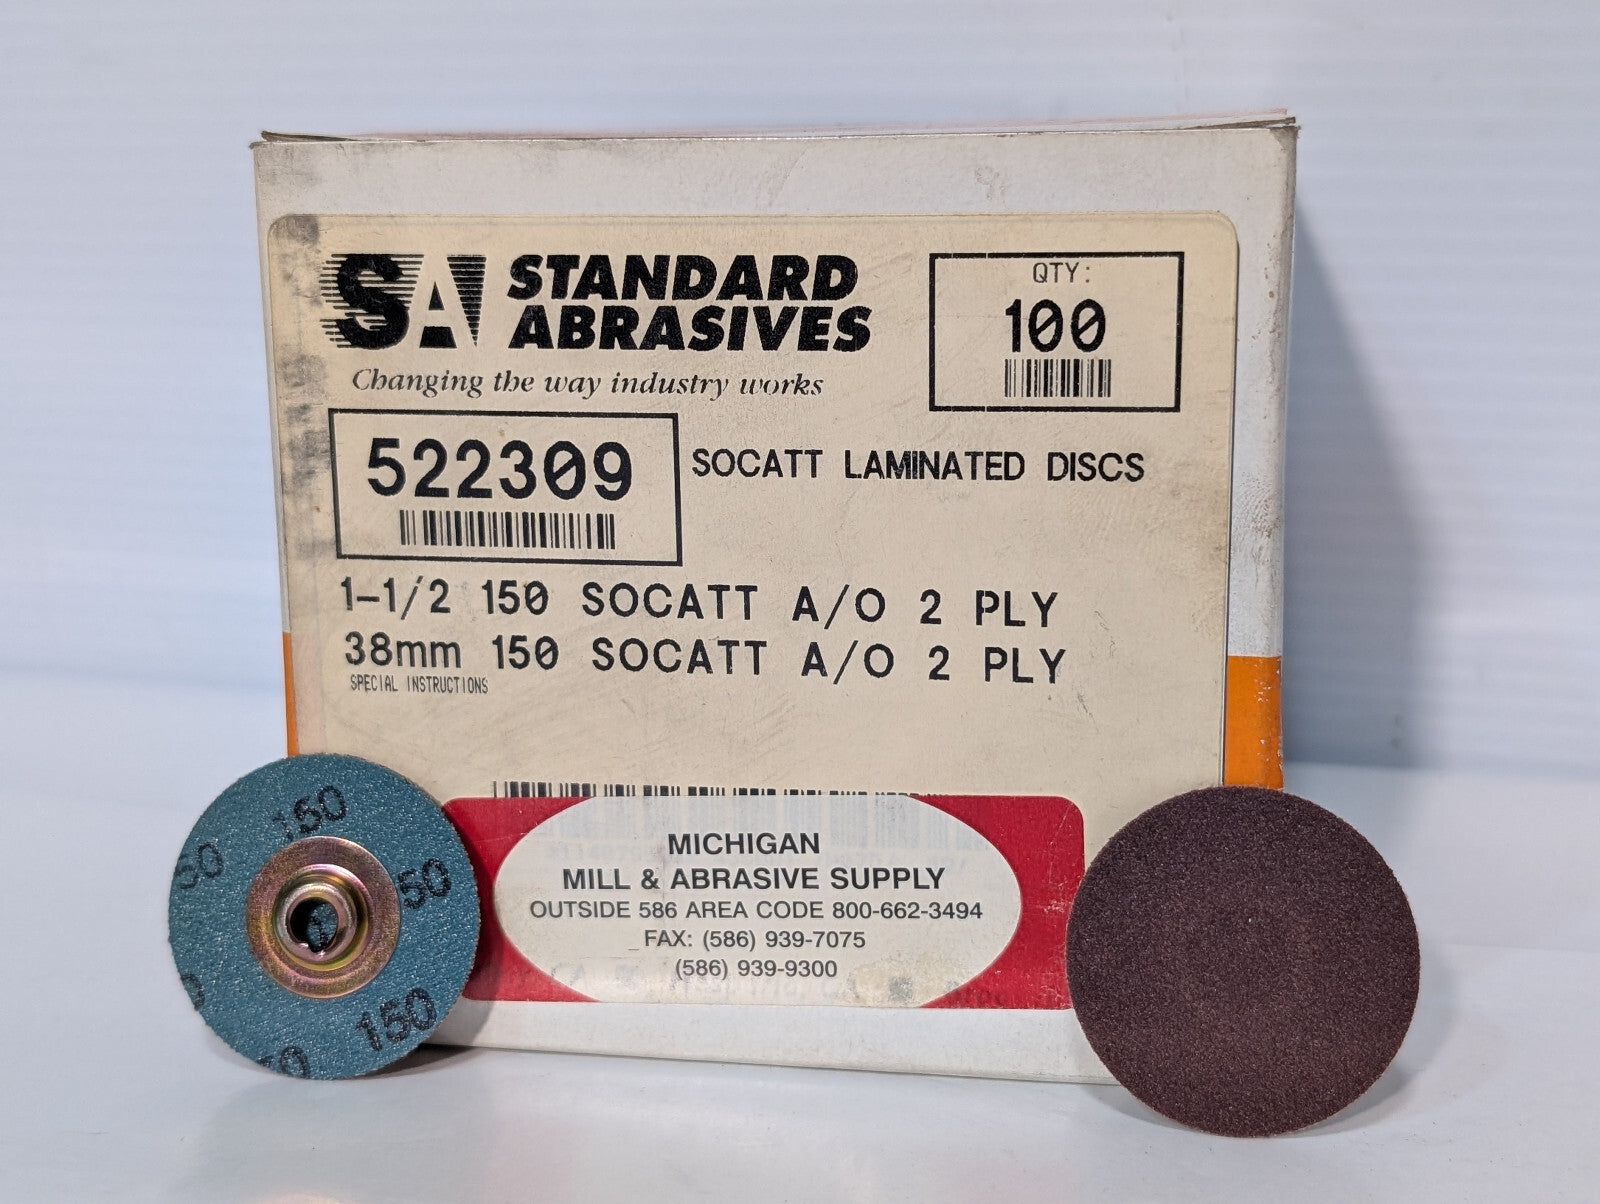 SA STANDARD
ABRASIVES
Changing the way industry works
QTY:
100
522309
SOCATT LAMINATED DISCS
1-1/2 150 SOCATT A/O 2 PLY
38mm 150 SOCATT A/O 2 PLY
SPECIAL INSTRUCTIONS
MICHIGAN
MILL & ABRASIVE SUPPLY
OUTSIDE 586 AREA CODE 800-662-3494
FAX: (586) 939-7075
(586) 939-9300
150
50
50
150